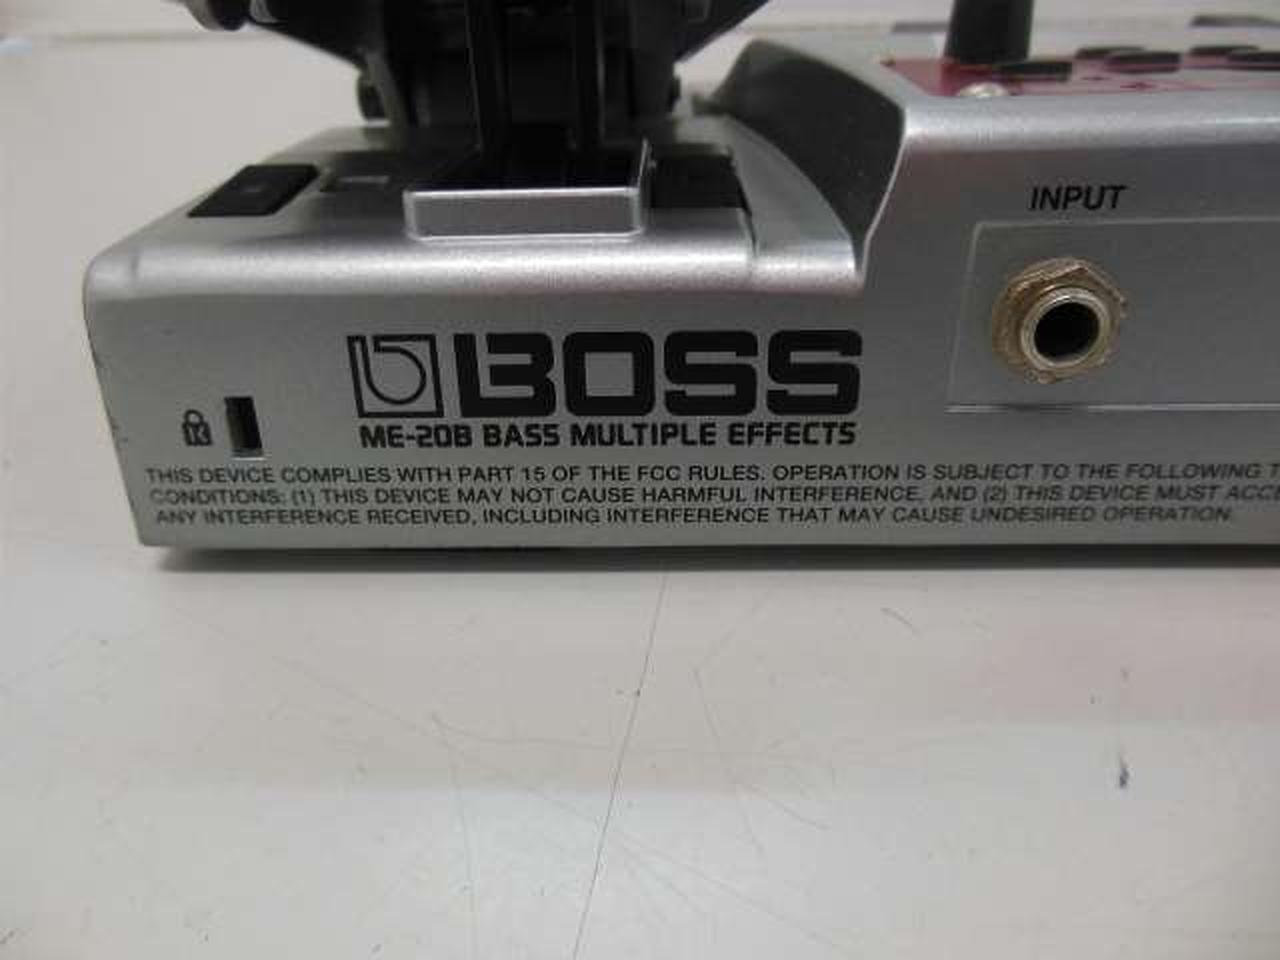 INPUT
BOSS
ME-20B BASS MULTIPLE EFFECTS
THIS DEVICE COMPLIES WITH PART 15 OF THE FCC RULES. OPERATION IS SUBJECT TO THE FOLLOWING T
CONDITIONS: (1) THIS DEVICE MAY NOT CAUSE HARMFUL INTERFERENCE, AND (2) THIS DEVICE MUST ACCE
ANY INTERFERENCE RECEIVED, INCLUDING INTERFERENCE THAT MAY CAUSE UNDESIRED OPERATION.